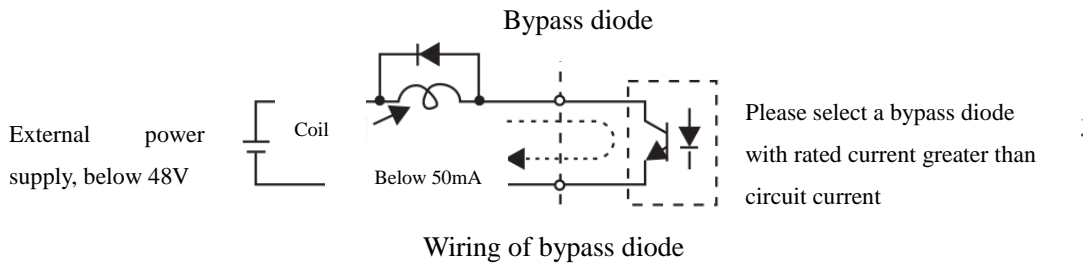 Bypass diode
External power
supply, below 48V
Coil
Below 50mA
Please select a bypass diode
with rated current greater than
circuit current
Wiring of bypass diode